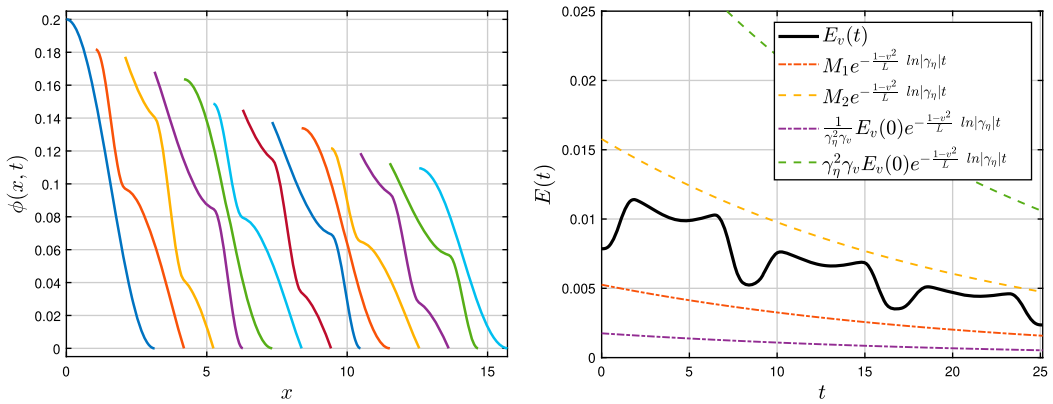 0.2
0.18
0.16
0.14
0.12
0.1
0.08
0.06
0.04
0.02
0
ϕ(x, t)
0 5 10 15
x
0.025
0.02
0.015
0.01
0.005
0
E(t)
0 5 10 15 20 25
t
E_v(t)
M_1 e^{-\frac{1-v^2}{L} ln|γ_η|t}
M_2 e^{-\frac{1-v^2}{L} ln|γ_η|t}
\frac{1}{γ_η^2 γ_v} E_v(0) e^{-\frac{1-v^2}{L} ln|γ_η|t}
γ_η^2 γ_v E_v(0) e^{-\frac{1-v^2}{L} ln|γ_η|t}